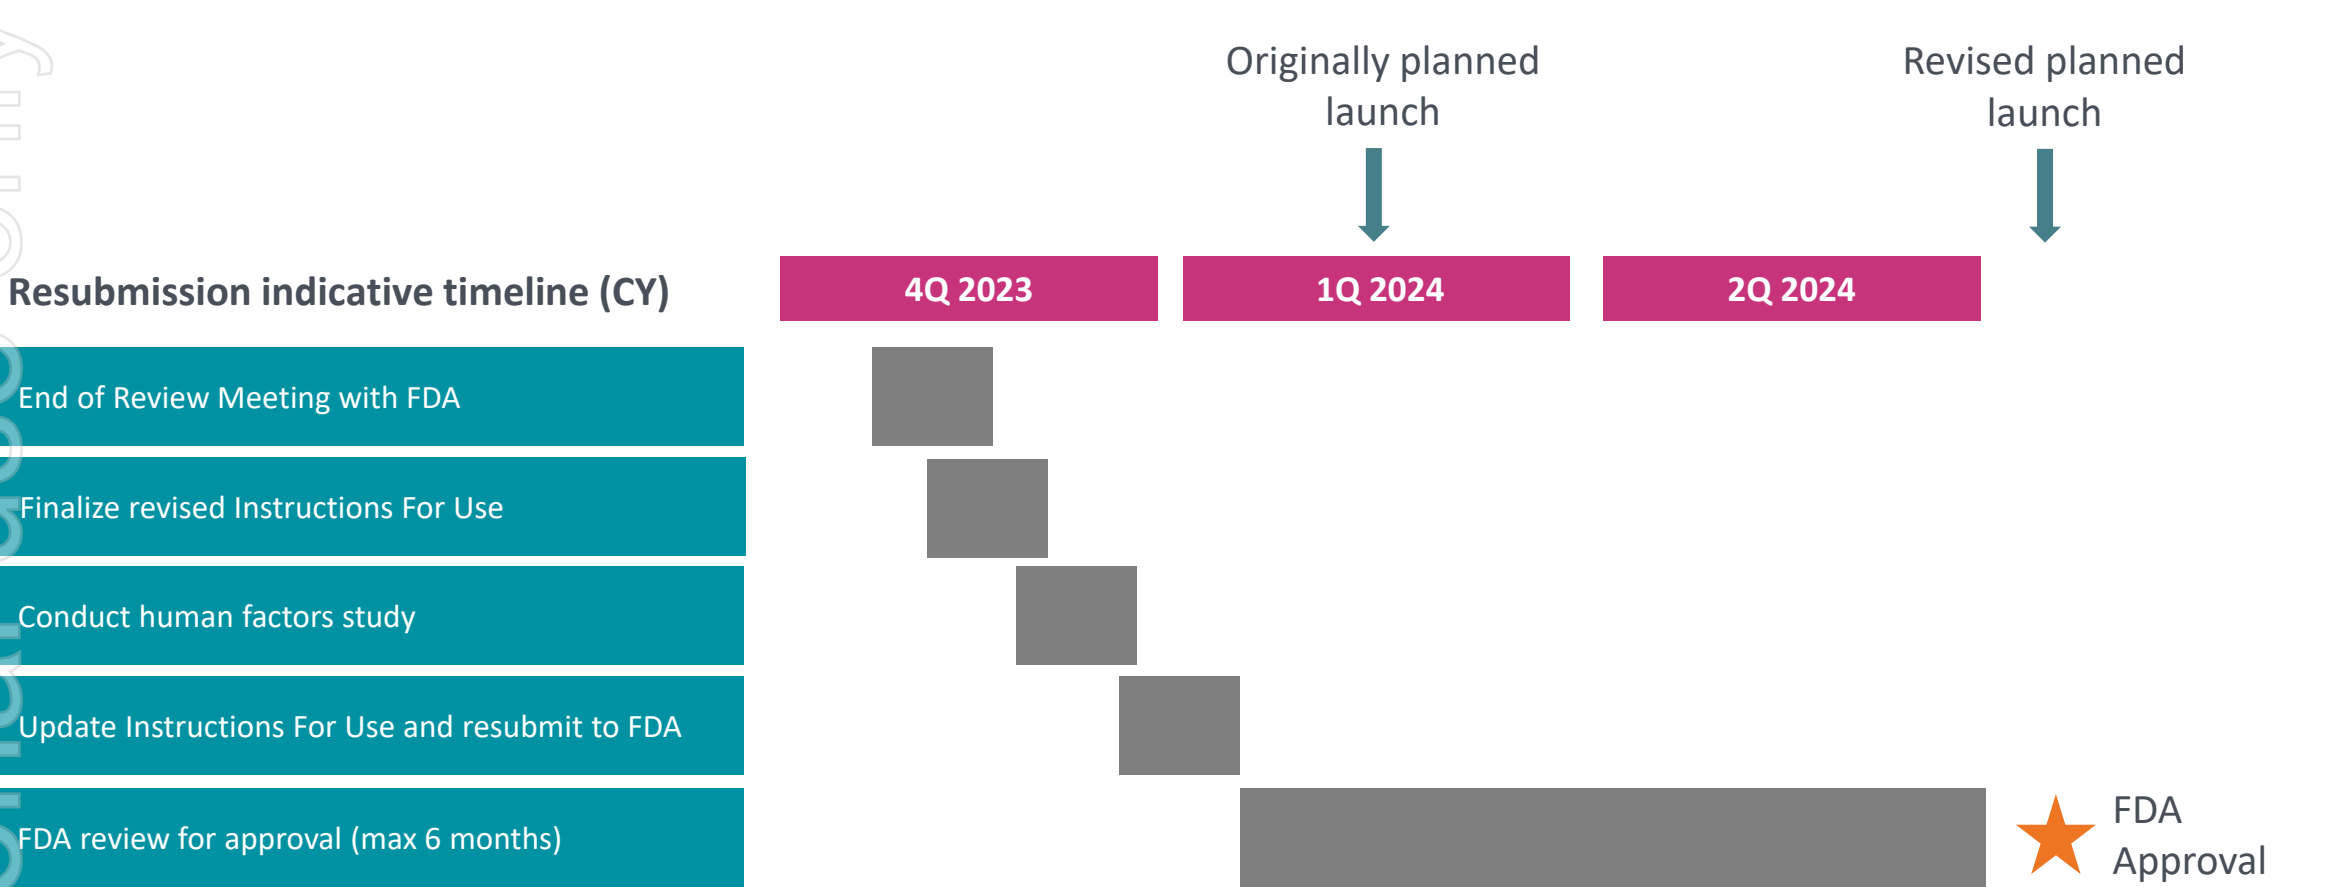 Originally planned
launch
Revised planned
launch
Resubmission indicative timeline (CY)
4Q 2023
1Q 2024
2Q 2024
End of Review Meeting with FDA
Finalize revised Instructions For Use
Conduct human factors study
Update Instructions For Use and resubmit to FDA
FDA review for approval (max 6 months)
FDA
Approval